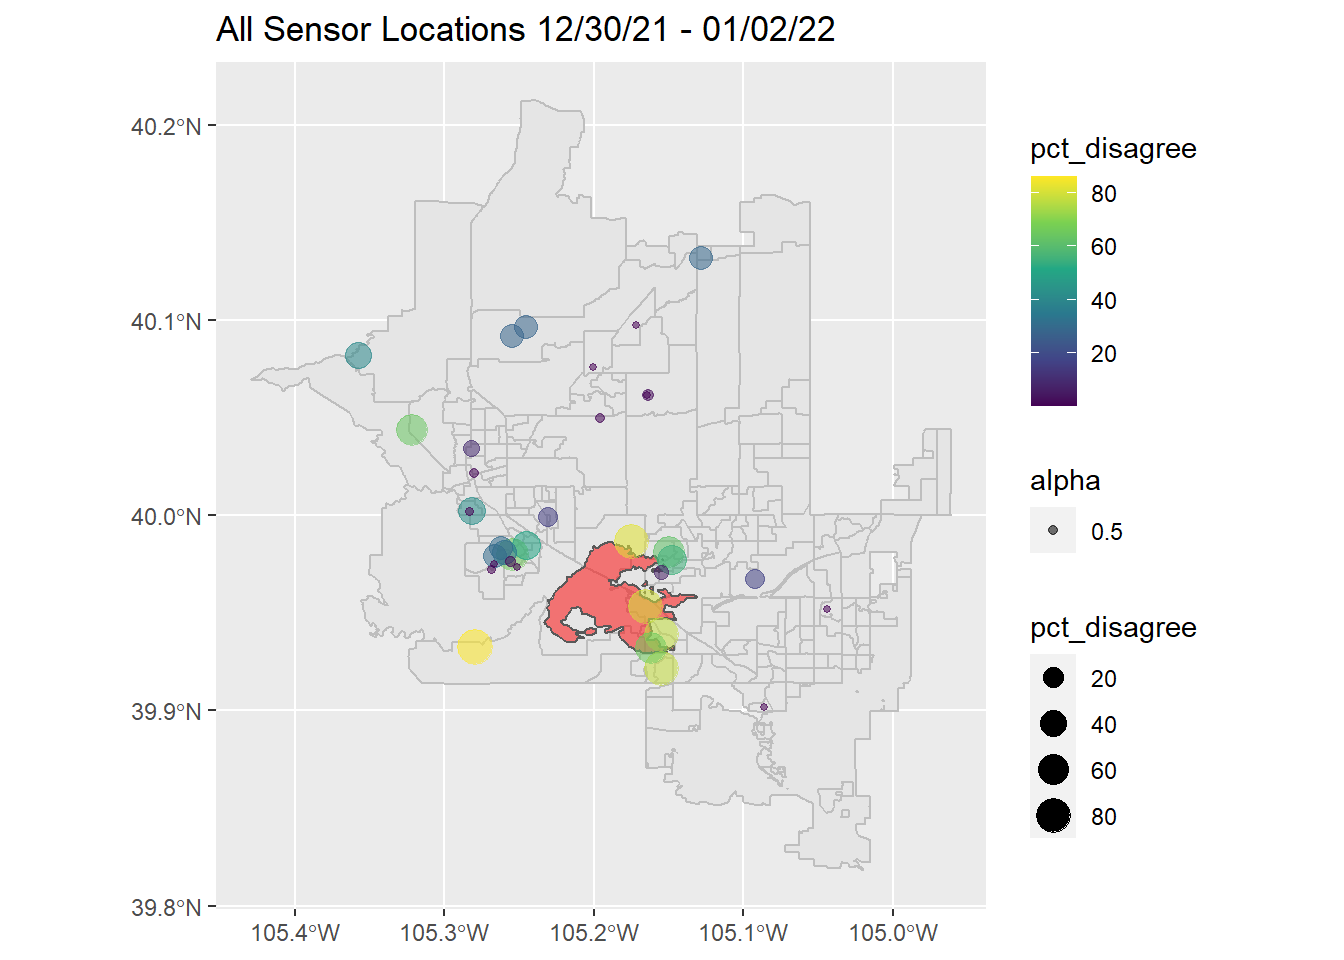 All Sensor Locations 12/30/21 - 01/02/22
40.2°N
40.1°N
40.0°N
39.9°N
39.8°N
105.4°W
105.3°W
105.2°W
105.1°W
105.0°W
pct_disagree
80
60
40
20
alpha
0.5
pct_disagree
20
40
60
80